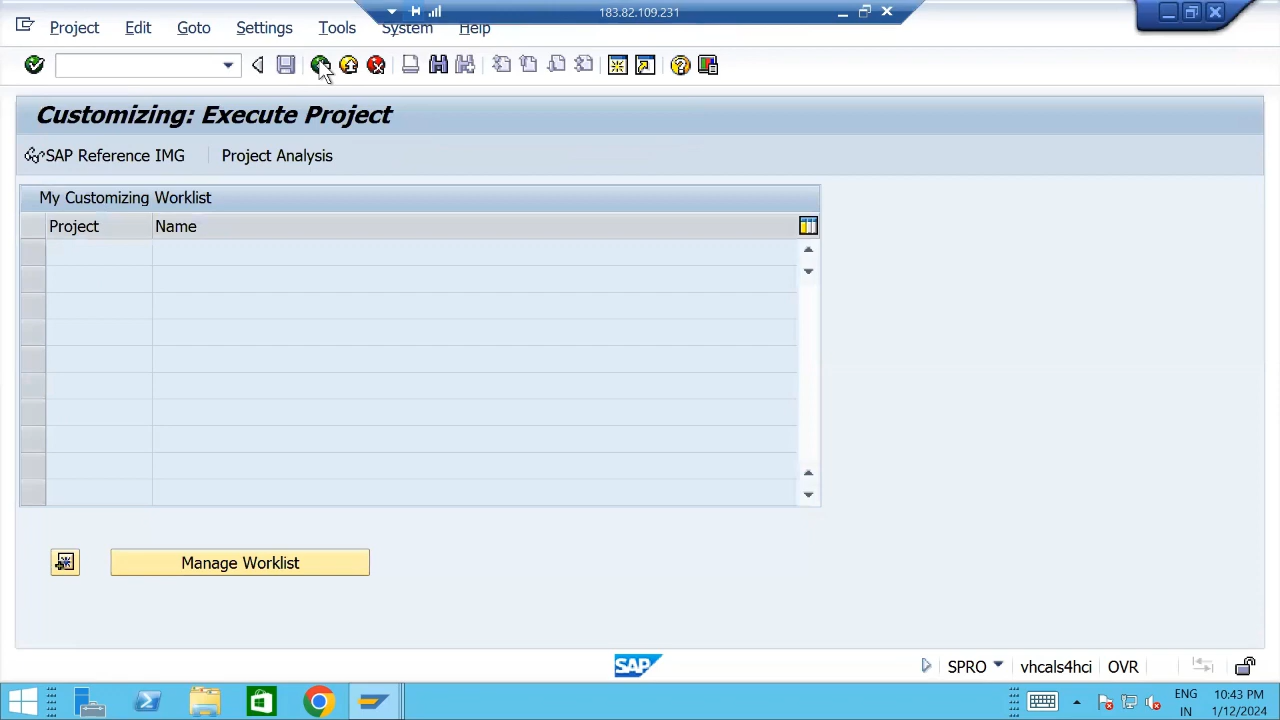 183.82.109.231
Project Edit Goto Settings Tools System Help
Customizing: Execute Project
SAP Reference IMG Project Analysis
My Customizing Worklist
Project Name
Manage Worklist
SAP SPRO vhcals4hci OVR
ENG 10:43 PM
IN 1/12/2024